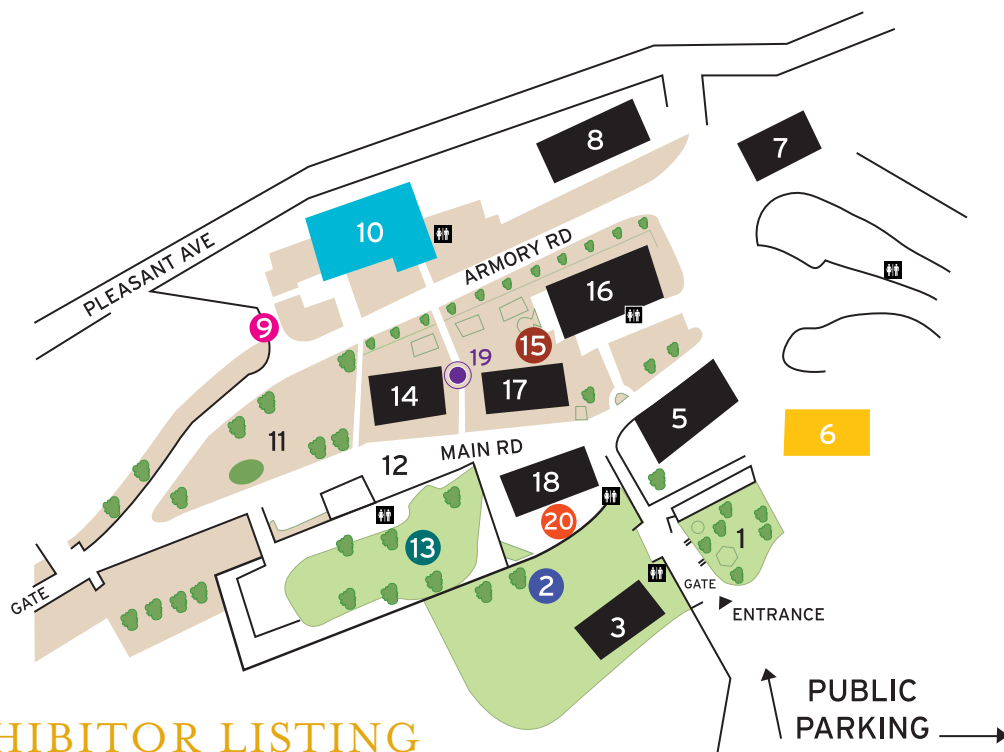 8
7
10
PLEASANT AVE
ARMORY RD
16
9
15
19
14
17
5
6
11
MAIN RD
12
18
20
13
1
2
GATE
GATE
3
ENTRANCE
PUBLIC
PARKING
HIBITOR LISTING